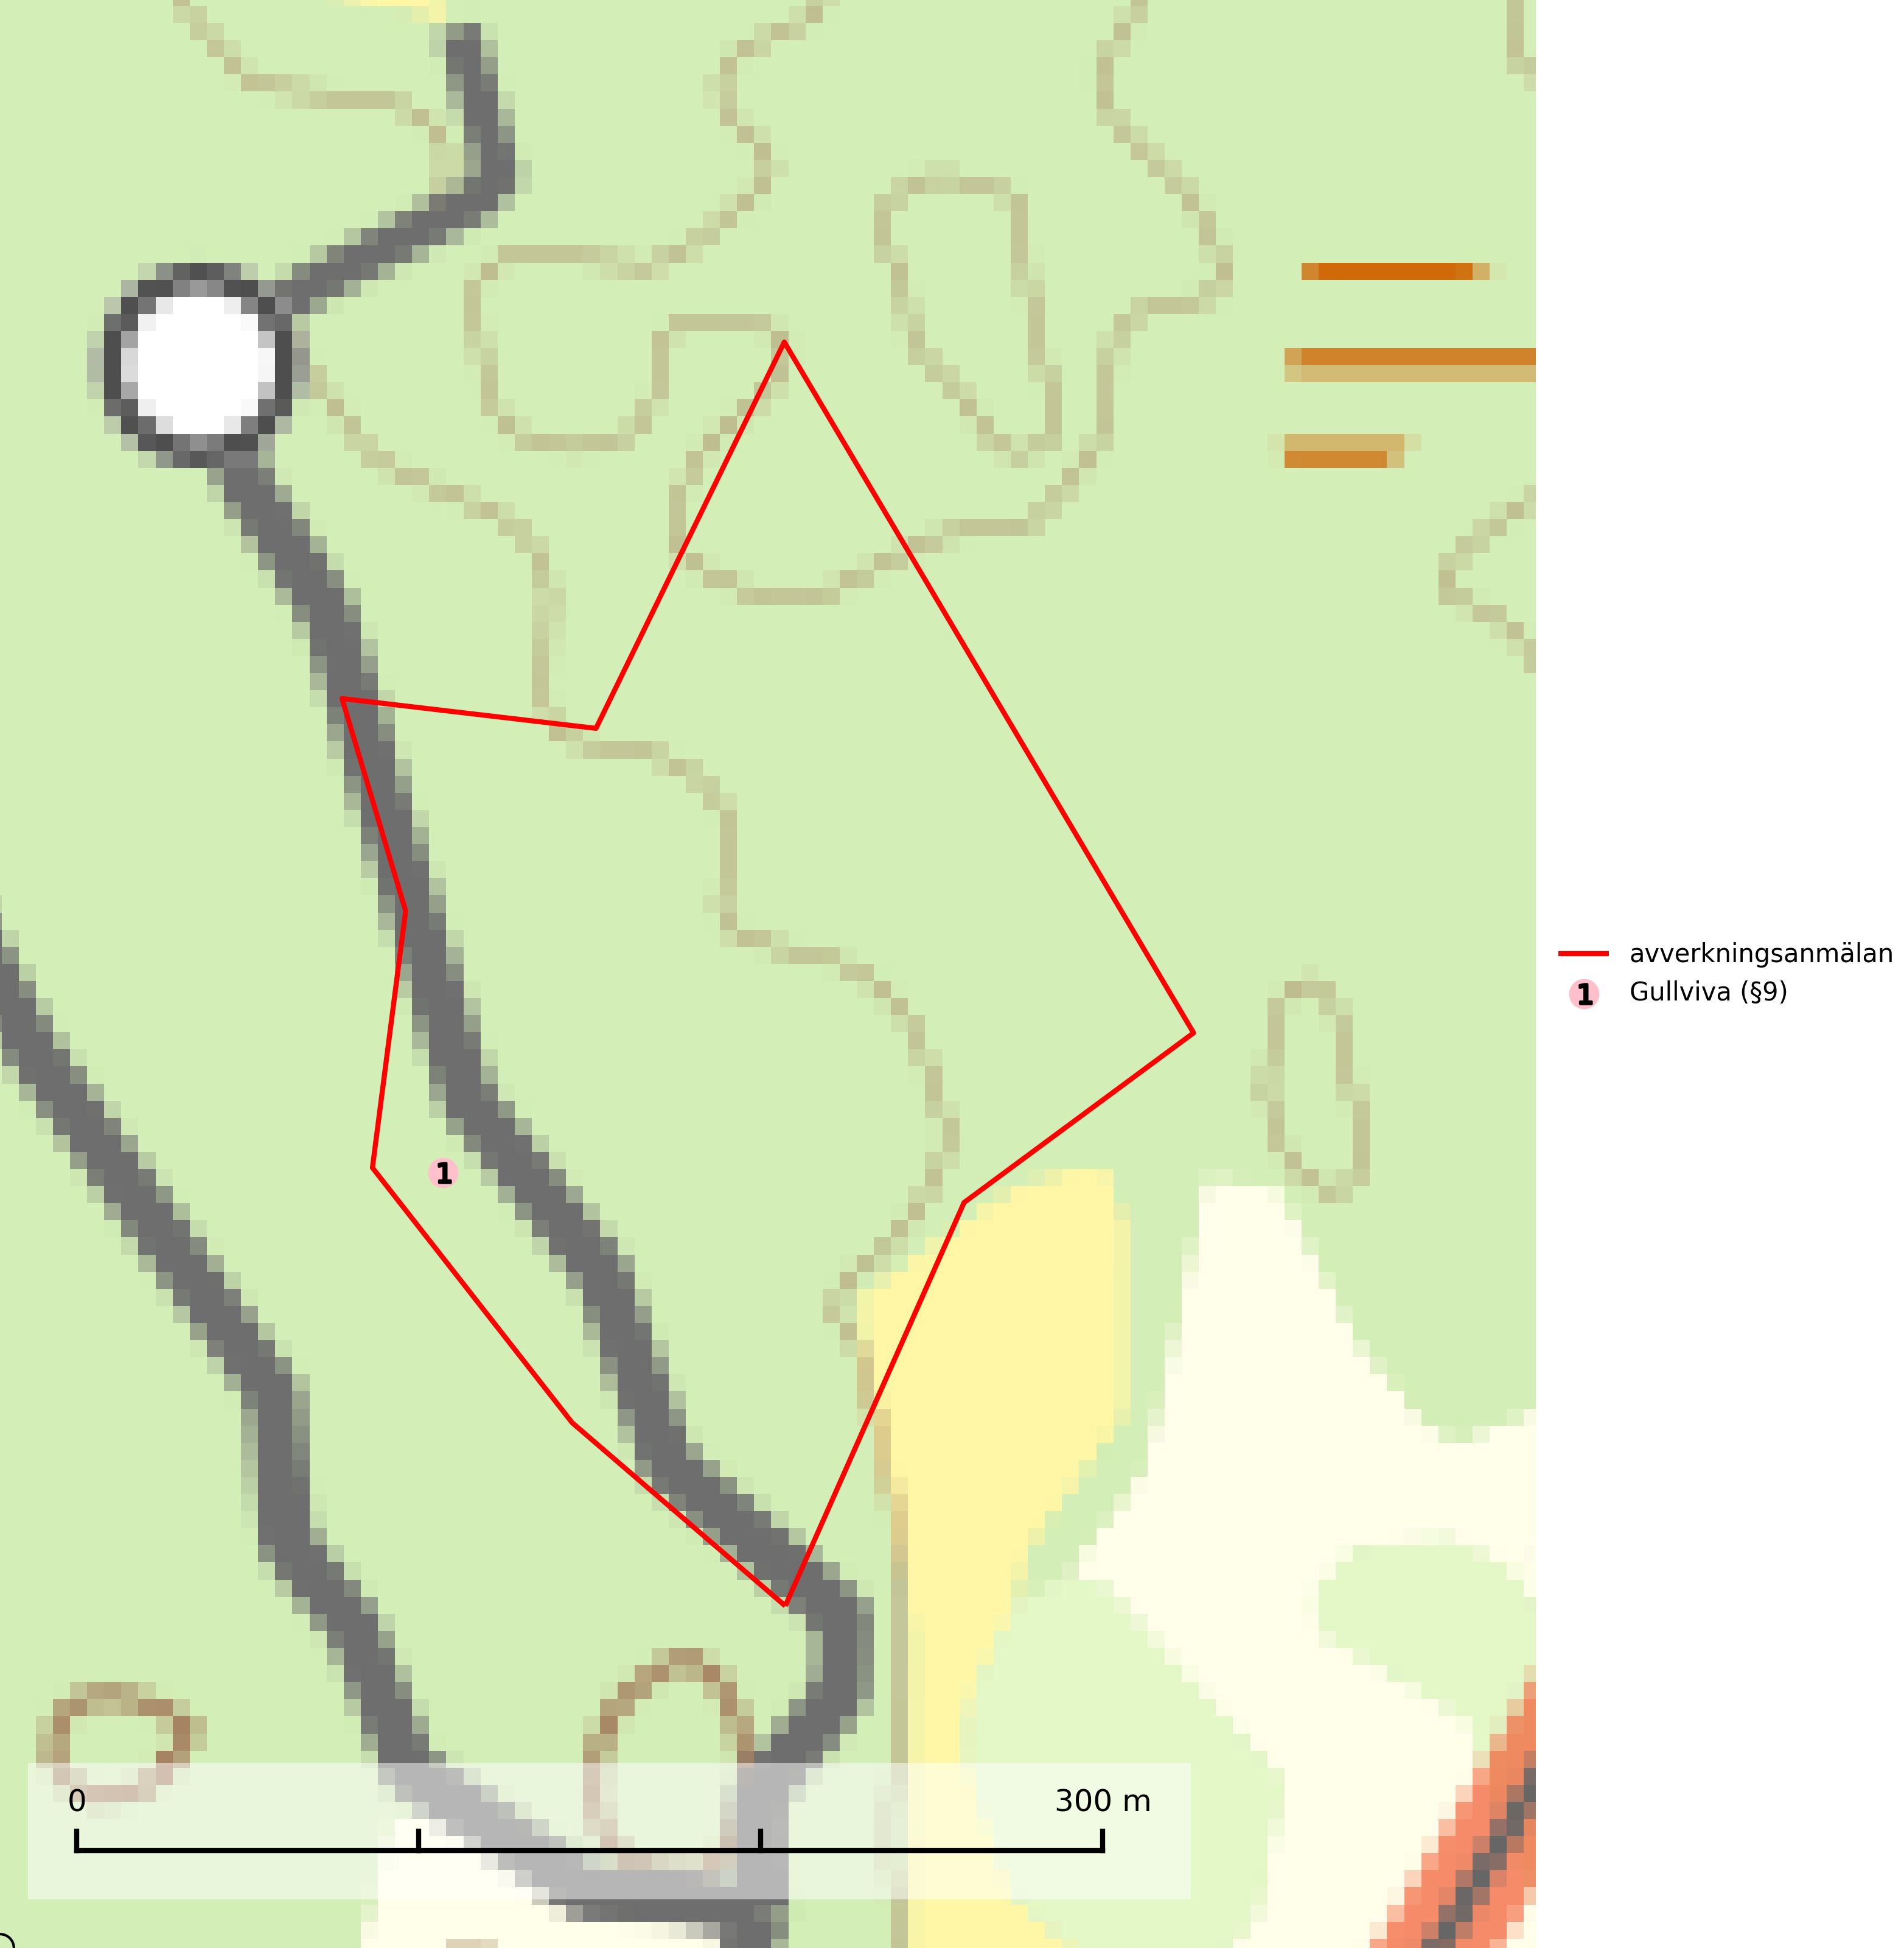 avverkningsanmälan
1 Gullviva (§9)
1
0 300 m